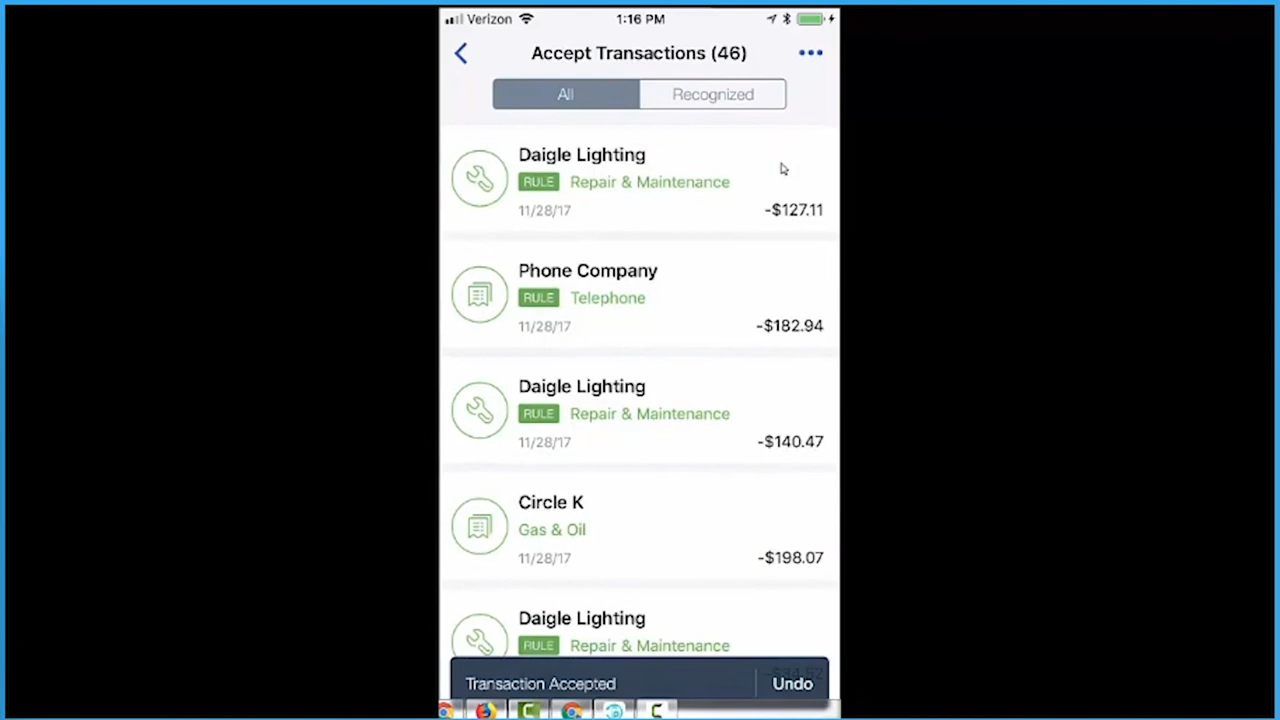 Verizon 1:16 PM
Accept Transactions (46)
All Recognized
Daigle Lighting
RULE Repair & Maintenance
11/28/17 -$127.11
Phone Company
RULE Telephone
11/28/17 -$182.94
Daigle Lighting
RULE Repair & Maintenance
11/28/17 -$140.47
Circle K
Gas & Oil
11/28/17 -$198.07
Daigle Lighting
RULE Repair & Maintenance
Transaction Accepted Undo